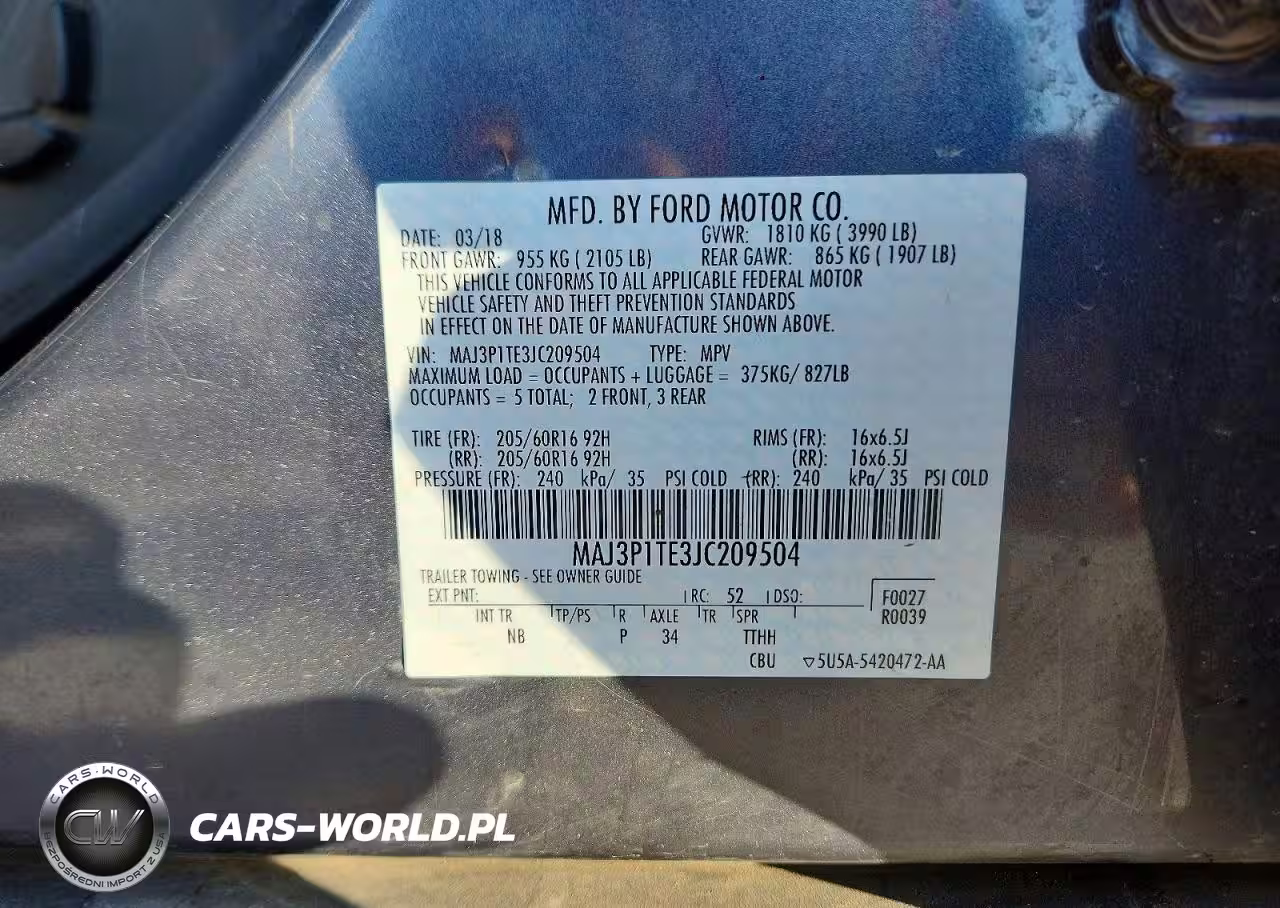 MFD. BY FORD MOTOR CO.
DATE: 03/18 GVWR: 1810 KG ( 3990 LB)
FRONT GAWR: 955 KG ( 2105 LB) REAR GAWR: 865 KG ( 1907 LB)
THIS VEHICLE CONFORMS TO ALL APPLICABLE FEDERAL MOTOR
VEHICLE SAFETY AND THEFT PREVENTION STANDARDS
IN EFFECT ON THE DATE OF MANUFACTURE SHOWN ABOVE.
VIN: MAJ3P1TE3JC209504 TYPE: MPV
MAXIMUM LOAD = OCCUPANTS + LUGGAGE = 375KG/ 827LB
OCCUPANTS = 5 TOTAL; 2 FRONT, 3 REAR
TIRE (FR): 205/60R16 92H RIMS (FR): 16x6.5J
(RR): 205/60R16 92H (RR): 16x6.5J
PRESSURE (FR): 240 kPa/ 35 PSI COLD (RR): 240 kPa/ 35 PSI COLD
MAJ3P1TE3JC209504
TRAILER TOWING - SEE OWNER GUIDE
EXT PNT: RC: 52 DSO: F0027
INT TR TP/PS R AXLE TR SPR R0039
NB P 34 TTHH
CBU 5U5A-5420472-AA
CARS-WORLD
CW
BEZPOŚREDNI IMPORT Z USA
CARS-WORLD.PL